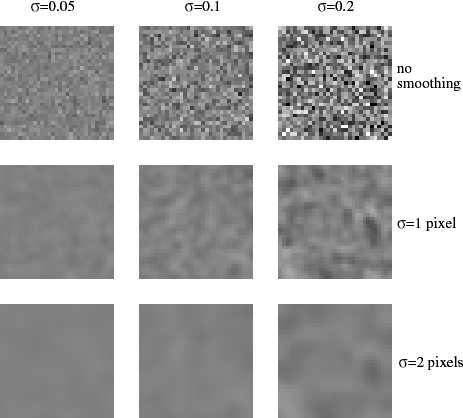 σ=0.05 σ=0.1 σ=0.2
no
smoothing
σ=1 pixel
σ=2 pixels